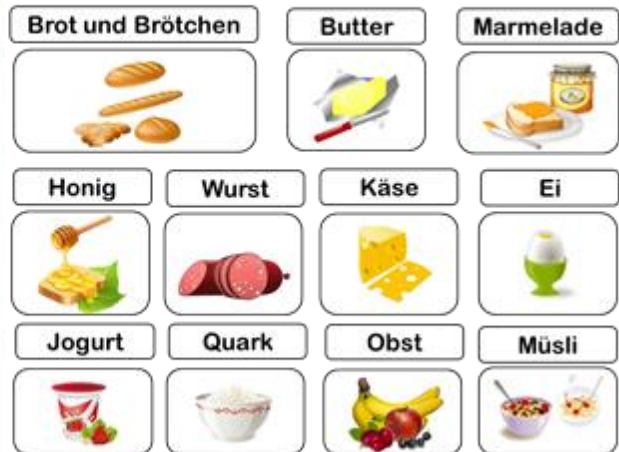 Brot und Brötchen
Butter
Marmelade
Honig
Wurst
Käse
Ei
Jogurt
Quark
Obst
Müsli